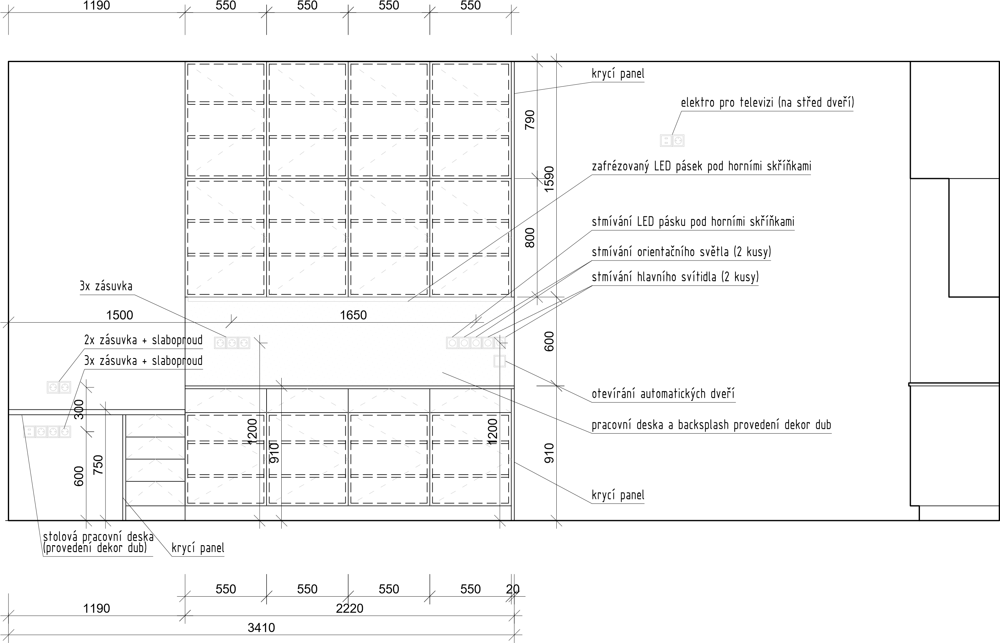 1190 550 550 550 550
krycí panel
elektro pro televizi (na střed dveří)
790
zafrézovaný LED pásek pod horními skříňkami
1590
stmívání LED pásku pod horními skříňkami
800
stmívání orientačního světla (2 kusy)
stmívání hlavního svítidla (2 kusy)
3x zásuvka
1500 1650
2x zásuvka + slaboproud
600
3x zásuvka + slaboproud
otevírání automatických dveří
300
pracovní deska a backsplash provedení dekor dub
1200
1200
910
910
750
600
krycí panel
stolová pracovní deska
(provedení dekor dub)
krycí panel
550 550 550 550 20
1190 2220
3410